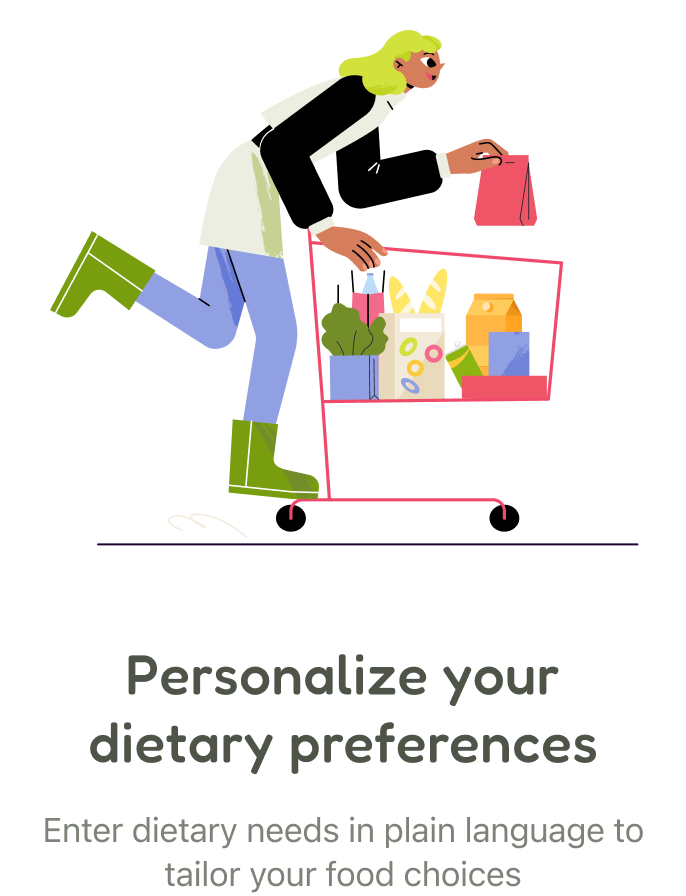 Personalize your
dietary preferences
Enter dietary needs in plain language to
tailor your food choices